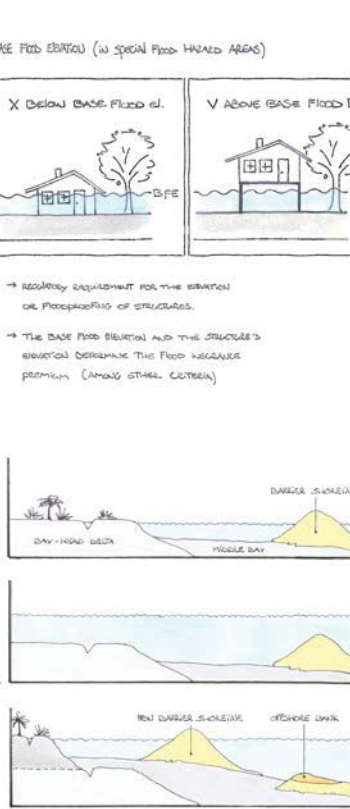 BASE FLOOD ELEVATION (IN SPECIAL FLOOD HAZARD AREAS)
X BELOW BASE FLOOD el.
V ABOVE BASE FLOOD
BFE
→ REGULATORY REQUIREMENT FOR THE ELEVATION
OR FLOODPROOFING OF STRUCTURES.
→ THE BASE FLOOD ELEVATION AND THE STRUCTURE'S
ELEVATION DETERMINE THE FLOOD INSURANCE
PREMIUM (AMONG OTHER CRITERIA)
BARRIER SHORELIN
BAY-HEAD DELTA
MIDDLE BAY
NEW BARRIER SHORELINE
OFFSHORE BANK